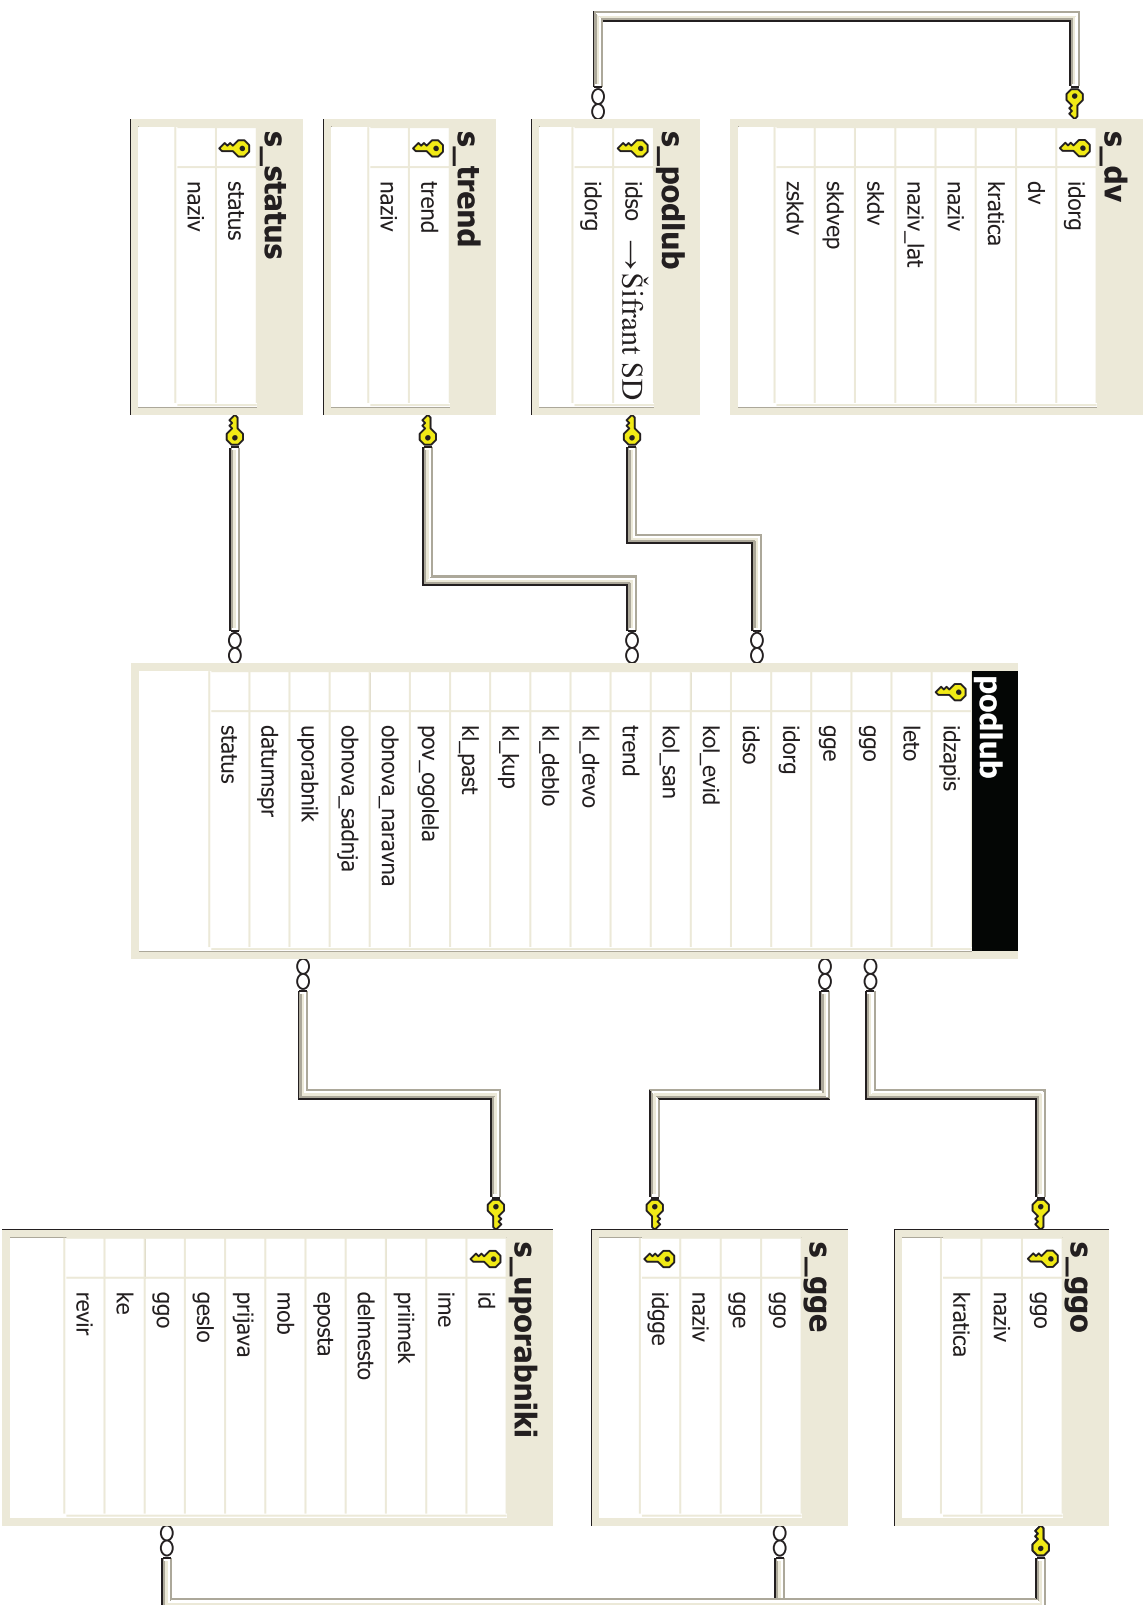 s_dv
idorg
dv
kratica
naziv
naziv_lat
skdv
skdvep
zskdv
s_podlub
idso →Šifrant SD
idorg
s_trend
trend
naziv
s_status
status
naziv
podlub
idzapis
leto
ggo
gge
idorg
idso
kol_evid
kol_san
trend
kl_drevo
kl_deblo
kl_kup
kl_past
pov_ogolela
obnova_naravna
obnova_sadnja
uporabnik
datumspr
status
s_ggo
ggo
naziv
kratica
s_gge
ggo
gge
naziv
idgge
s_uporabniki
id
ime
priimek
delmesto
eposta
mob
prijava
geslo
ggo
ke
revir